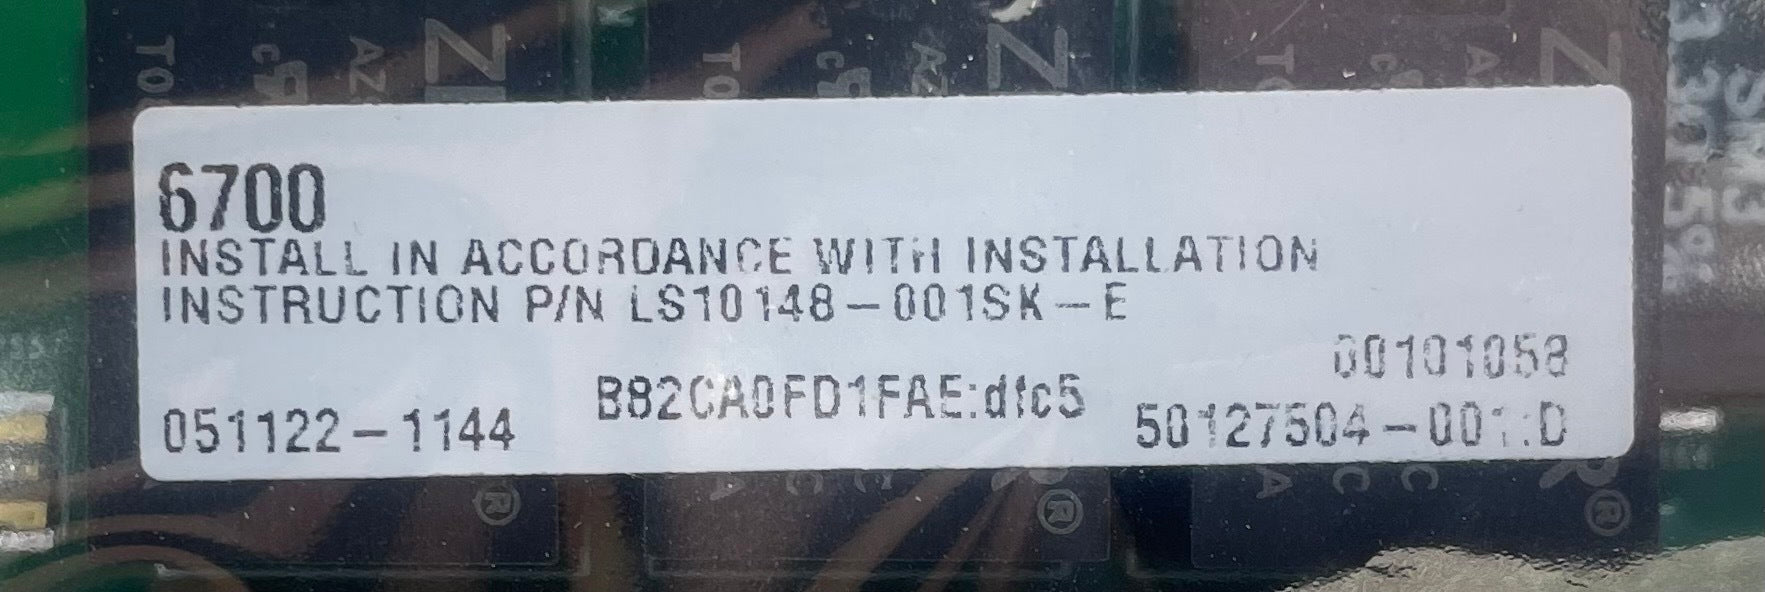 6700
INSTALL IN ACCORDANCE WITH INSTALLATION
INSTRUCTION P/N LS10148-001SK-E
00101058
B82CA0FD1FAE:dfc5
051122-1144
50127504-001:D